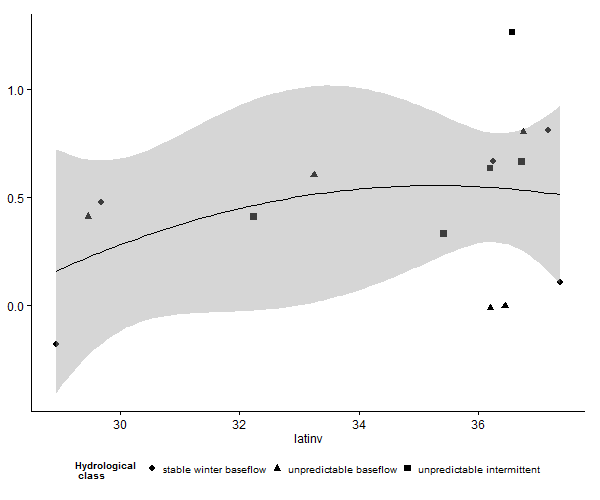 1.0
0.5
0.0
30 32 34 36
latinv
Hydrological class
stable winter baseflow unpredictable baseflow unpredictable intermittent